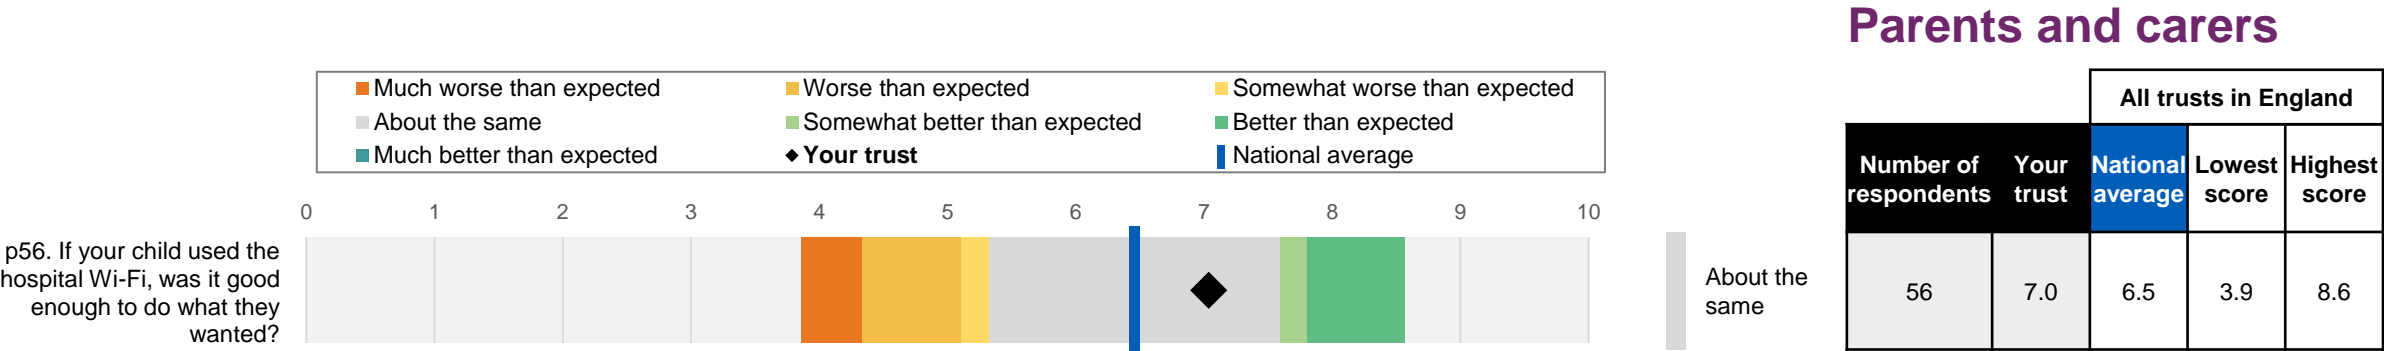 Parents and carers
Much worse than expected
Worse than expected
Somewhat worse than expected
About the same
Somewhat better than expected
Better than expected
Much better than expected
Your trust
National average
0 1 2 3 4 5 6 7 8 9 10
p56. If your child used the
hospital Wi-Fi, was it good
enough to do what they
wanted?
About the
same
All trusts in England
Number of
respondents
Your
trust
National
average
Lowest
score
Highest
score
56 7.0 6.5 3.9 8.6